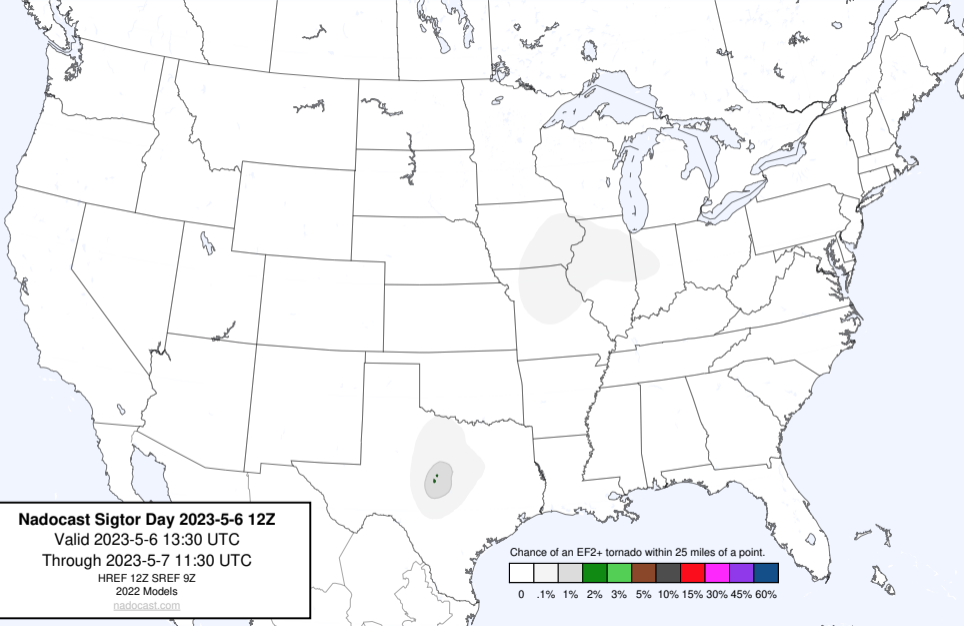 Nadocast Sigtor Day 2023-5-6 12Z
Valid 2023-5-6 13:30 UTC
Through 2023-5-7 11:30 UTC
HREF 12Z SREF 9Z
2022 Models
nadocast.com
Chance of an EF2+ tornado within 25 miles of a point.
0 .1% 1% 2% 3% 5% 10% 15% 30% 45% 60%